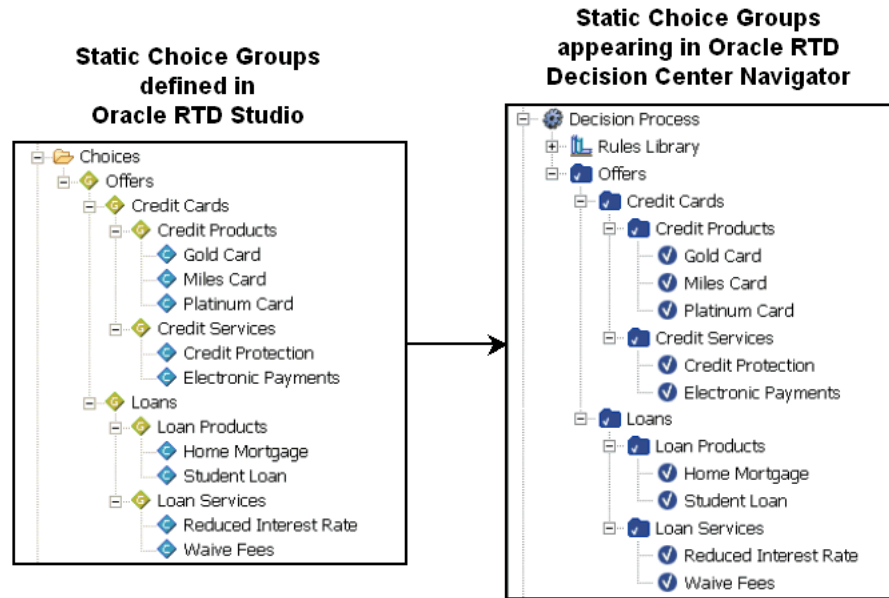 Static Choice Groups
defined in
Oracle RTD Studio
Choices
Offers
Credit Cards
Credit Products
Gold Card
Miles Card
Platinum Card
Credit Services
Credit Protection
Electronic Payments
Loans
Loan Products
Home Mortgage
Student Loan
Loan Services
Reduced Interest Rate
Waive Fees
Static Choice Groups
appearing in Oracle RTD
Decision Center Navigator
Decision Process
Rules Library
Offers
Credit Cards
Credit Products
Gold Card
Miles Card
Platinum Card
Credit Services
Credit Protection
Electronic Payments
Loans
Loan Products
Home Mortgage
Student Loan
Loan Services
Reduced Interest Rate
Waive Fees